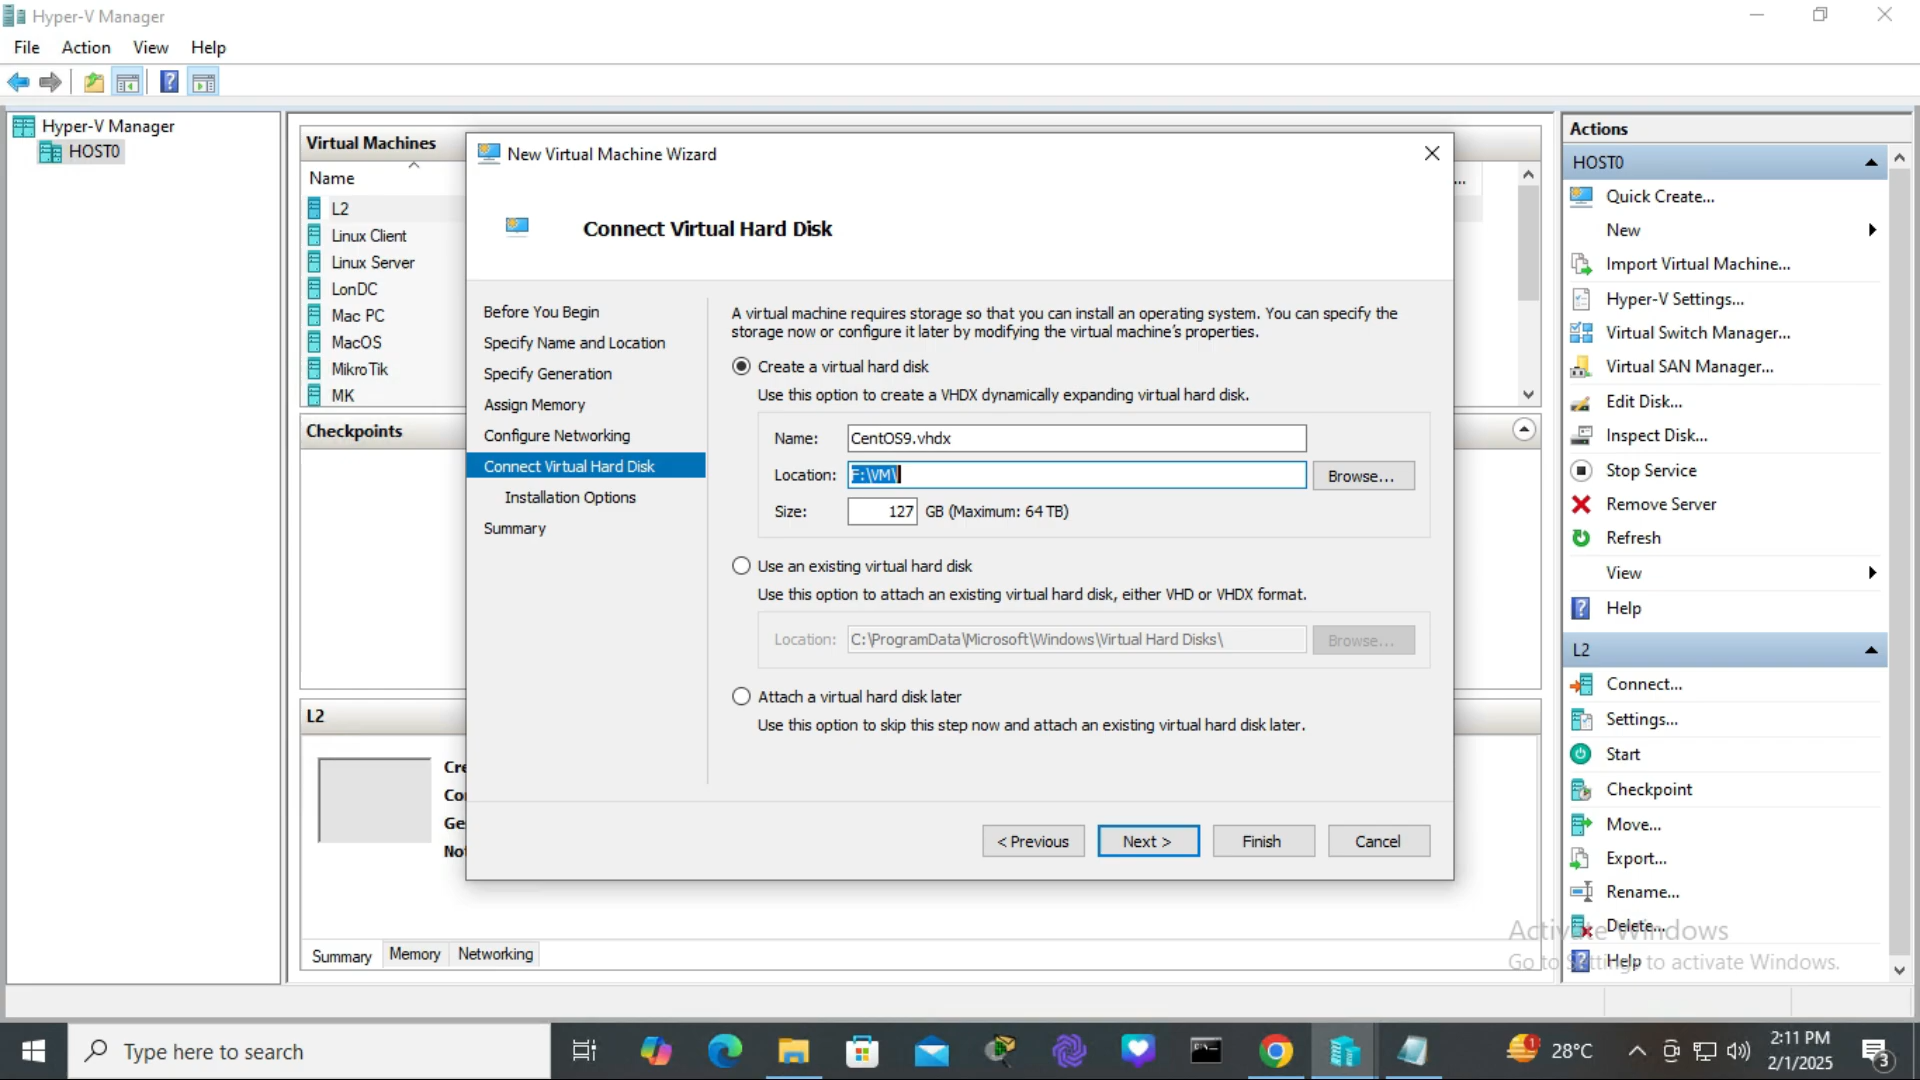 Hyper-V Manager
File Action View Help
Hyper-V Manager
HOST0
Virtual Machines
Name
L2
Linux Client
Linux Server
LonDC
Mac PC
MacOS
MikroTik
MK
Checkpoints
L2
Summary Memory Networking
New Virtual Machine Wizard
Connect Virtual Hard Disk
Before You Begin
Specify Name and Location
Specify Generation
Assign Memory
Configure Networking
Connect Virtual Hard Disk
Installation Options
Summary
A virtual machine requires storage so that you can install an operating system. You can specify the
storage now or configure it later by modifying the virtual machine's properties.
Create a virtual hard disk
Use this option to create a VHDX dynamically expanding virtual hard disk.
Name: CentOS9.vhdx
Location: F:\VM\ Browse...
Size: 127 GB (Maximum: 64 TB)
Use an existing virtual hard disk
Use this option to attach an existing virtual hard disk, either VHD or VHDX format.
Location: C:\ProgramData\Microsoft\Windows\Virtual Hard Disks\ Browse...
Attach a virtual hard disk later
Use this option to skip this step now and attach an existing virtual hard disk later.
< Previous Next > Finish Cancel
...
Actions
HOST0
Quick Create...
New
Import Virtual Machine...
Hyper-V Settings...
Virtual Switch Manager...
Virtual SAN Manager...
Edit Disk...
Inspect Disk...
Stop Service
Remove Server
Refresh
View
Help
L2
Connect...
Settings...
Start
Checkpoint
Move...
Export...
Rename...
Delete...
Help
Activate Windows
Go to Settings to activate Windows.
Type here to search
1
28°C
2:11 PM
2/1/2025
3